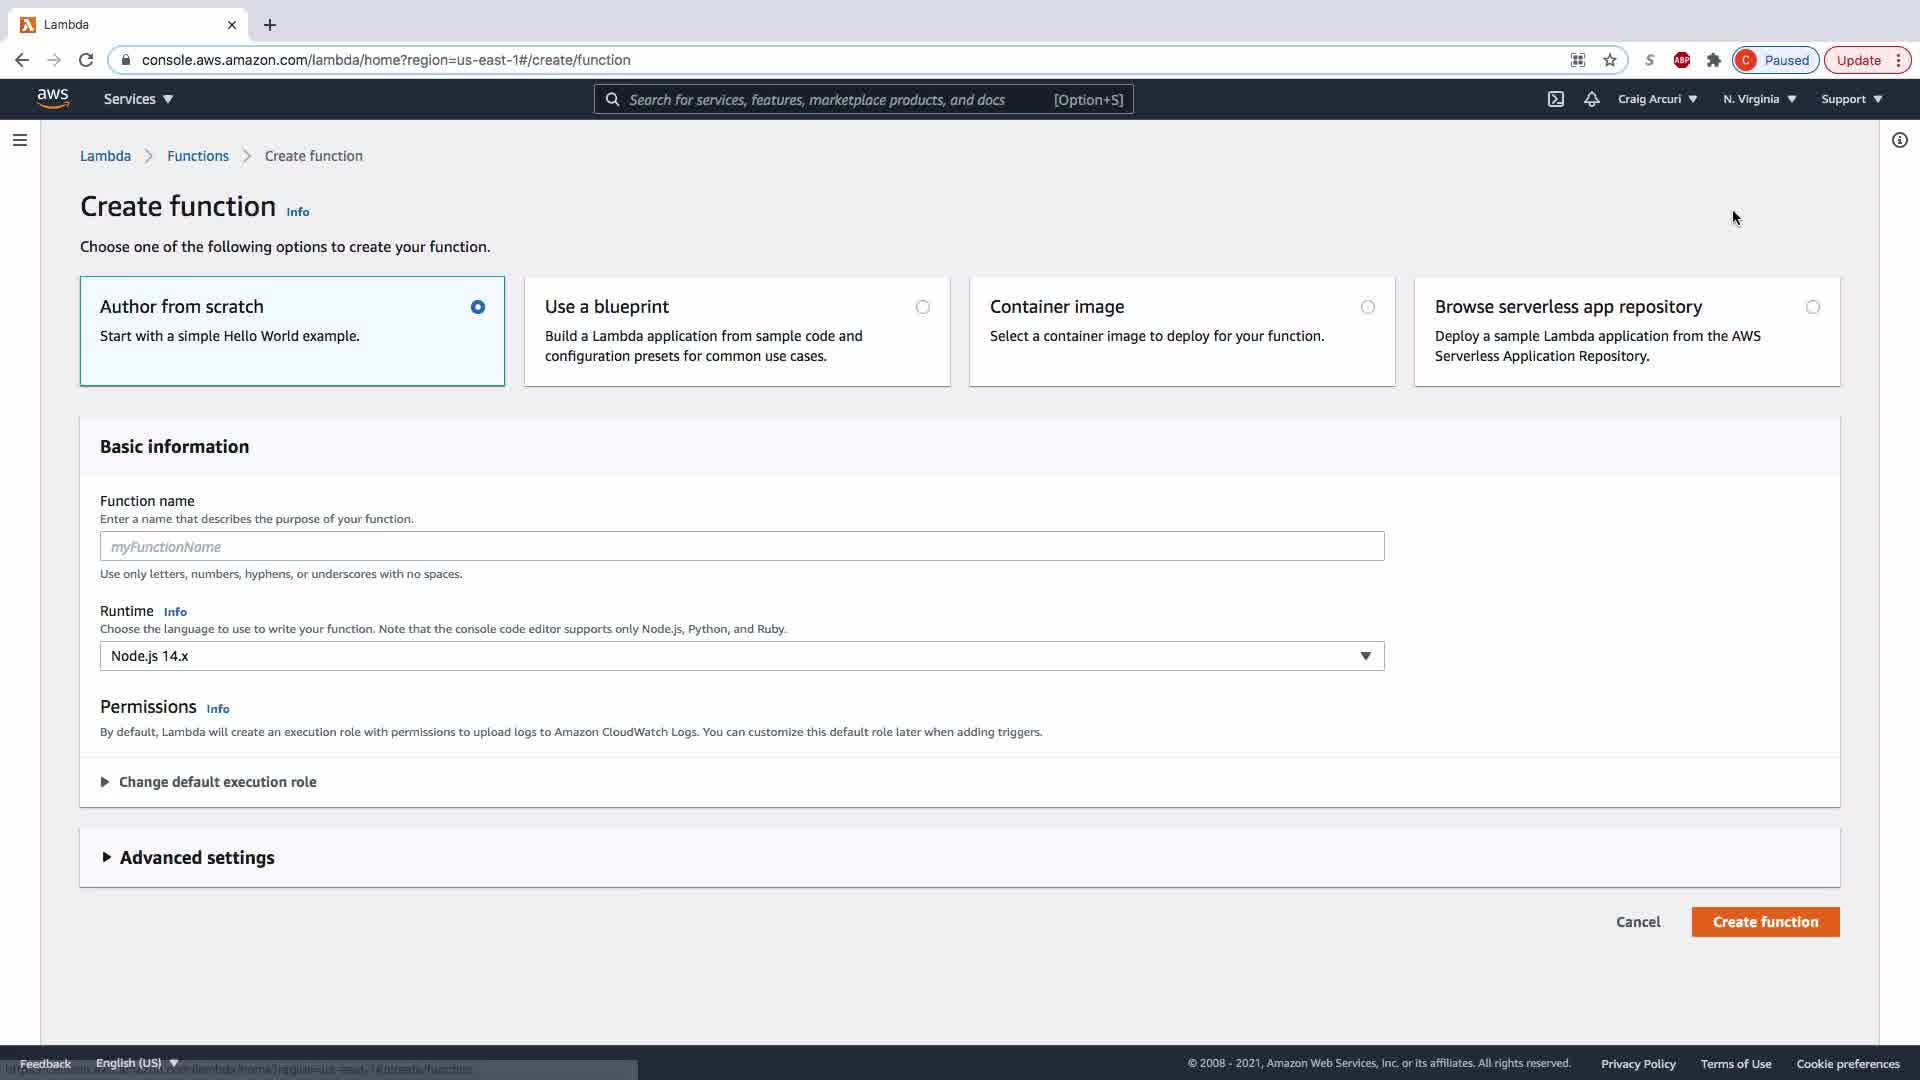 Lambda
console.aws.amazon.com/lambda/home?region=us-east-1#/create/function
S
ABP
C Paused
Update
aws
Services
Search for services, features, marketplace products, and docs [Option+S]
Craig Arcuri
N. Virginia
Support
Lambda
Functions
Create function
Create function Info
Choose one of the following options to create your function.
Author from scratch
Start with a simple Hello World example.
Use a blueprint
Build a Lambda application from sample code and
configuration presets for common use cases.
Container image
Select a container image to deploy for your function.
Browse serverless app repository
Deploy a sample Lambda application from the AWS
Serverless Application Repository.
Basic information
Function name
Enter a name that describes the purpose of your function.
myFunctionName
Use only letters, numbers, hyphens, or underscores with no spaces.
Runtime Info
Choose the language to use to write your function. Note that the console code editor supports only Node.js, Python, and Ruby.
Node.js 14.x
Permissions Info
By default, Lambda will create an execution role with permissions to upload logs to Amazon CloudWatch Logs. You can customize this default role later when adding triggers.
Change default execution role
Advanced settings
Cancel
Create function
Feedback
English (US)
© 2008 - 2021, Amazon Web Services, Inc. or its affiliates. All rights reserved.
Privacy Policy
Terms of Use
Cookie preferences